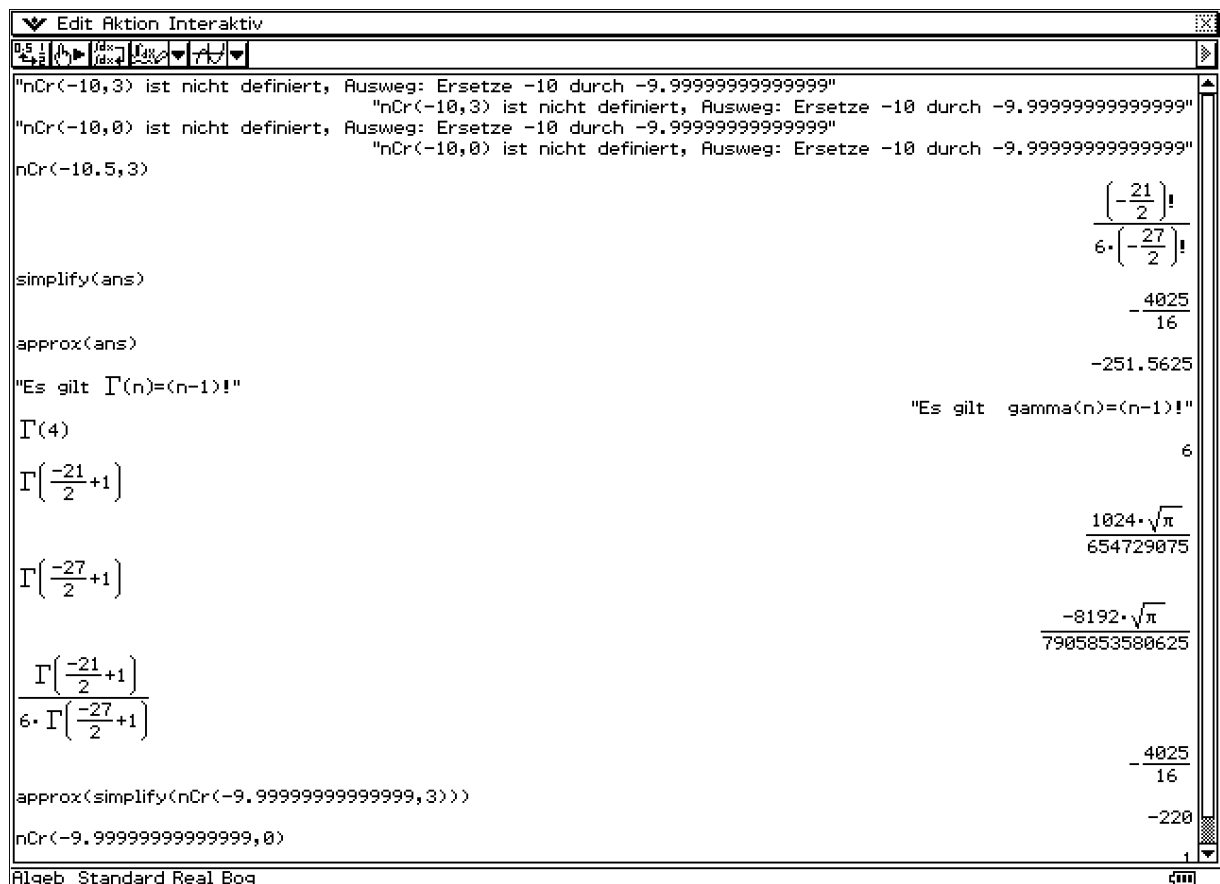 Edit Aktion Interaktiv
"nCr(-10,3) ist nicht definiert, Ausweg: Ersetze -10 durch -9.99999999999999"
"nCr(-10,3) ist nicht definiert, Ausweg: Ersetze -10 durch -9.99999999999999"
"nCr(-10,0) ist nicht definiert, Ausweg: Ersetze -10 durch -9.99999999999999"
"nCr(-10,0) ist nicht definiert, Ausweg: Ersetze -10 durch -9.99999999999999"
nCr(-10.5,3)
(-21/2)!
6·(-27/2)!
simplify(ans)
-4025/16
approx(ans)
-251.5625
"Es gilt Γ(n)=(n-1)!"
"Es gilt gamma(n)=(n-1)!"
Γ(4)
6
Γ(-21/2+1)
1024·√π
654729075
Γ(-27/2+1)
-8192·√π
7905853580625
Γ(-21/2+1)
6·Γ(-27/2+1)
-4025/16
approx(simplify(nCr(-9.99999999999999,3)))
-220
nCr(-9.99999999999999,0)
1
Algeb Standard Real Bog